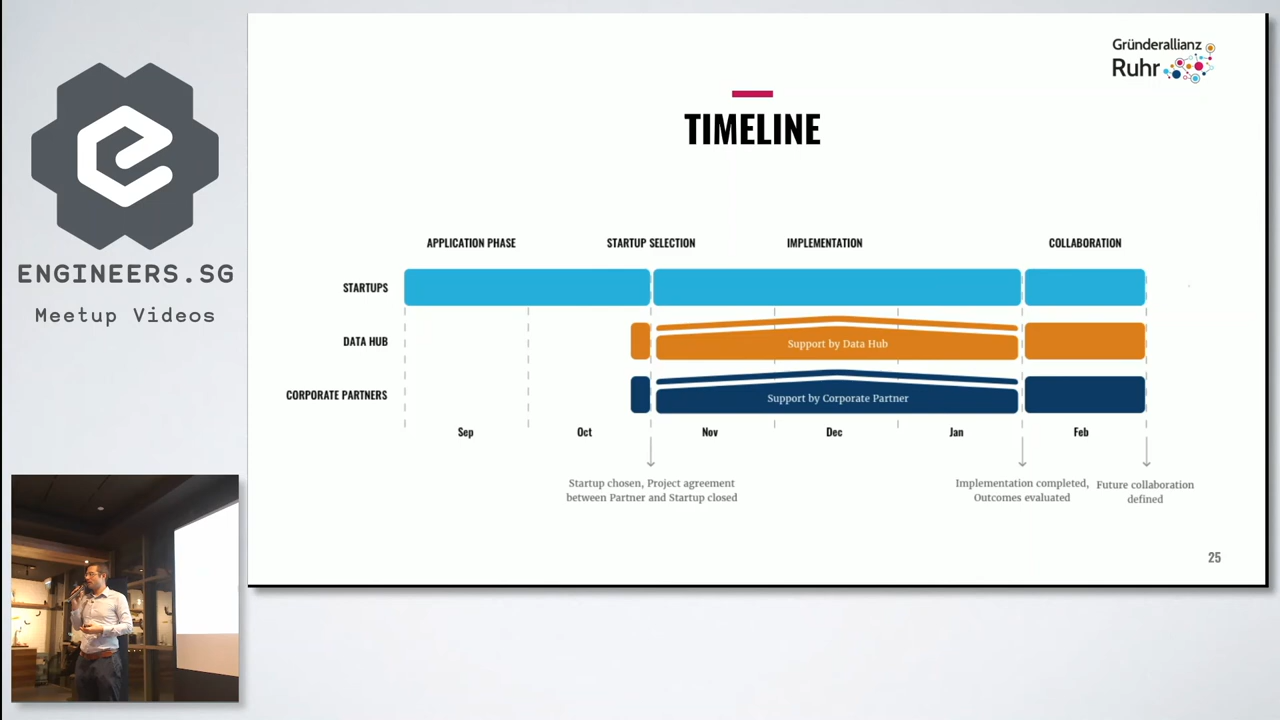 ENGINEERS.SG
Meetup Videos
Gründerallianz
Ruhr
TIMELINE
APPLICATION PHASE
STARTUP SELECTION
IMPLEMENTATION
COLLABORATION
STARTUPS
DATA HUB
Support by Data Hub
CORPORATE PARTNERS
Support by Corporate Partner
Sep
Oct
Nov
Dec
Jan
Feb
Startup chosen, Project agreement
between Partner and Startup closed
Implementation completed,
Outcomes evaluated
Future collaboration
defined
25